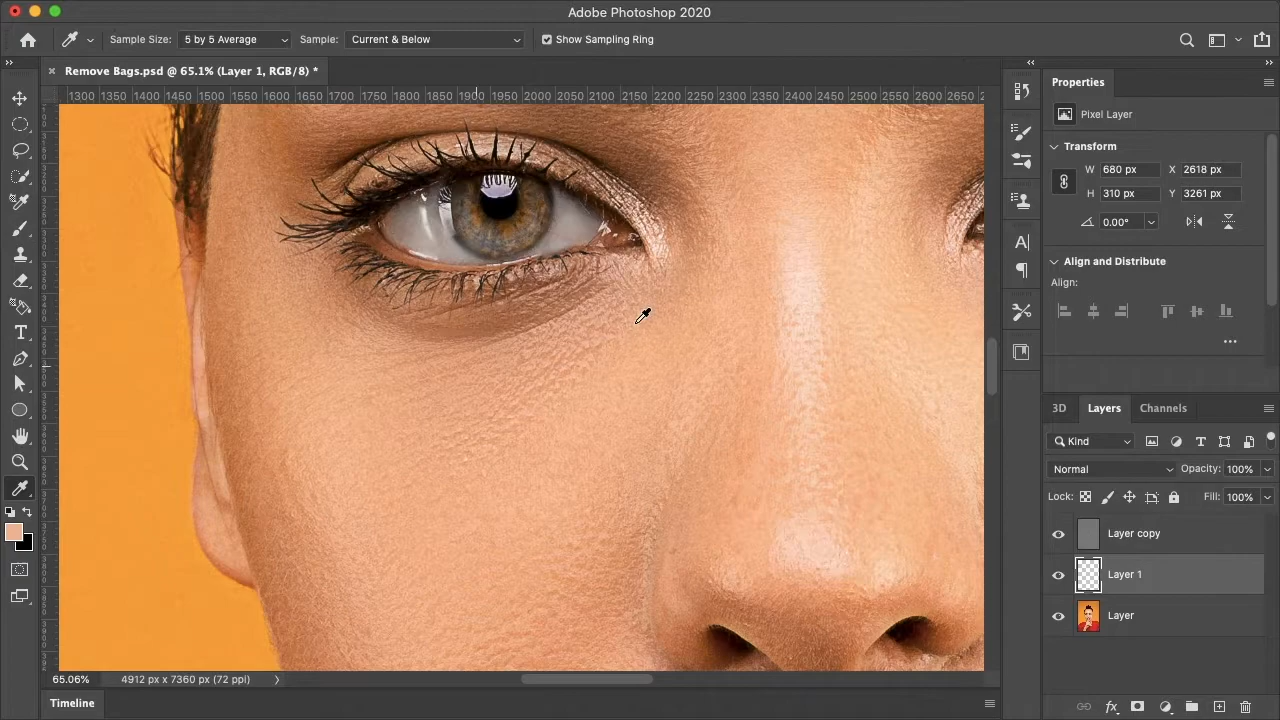 Adobe Photoshop 2020
Sample Size: 5 by 5 Average Sample: Current & Below Show Sampling Ring
Remove Bags.psd @ 65.1% (Layer 1, RGB/8) *
1300 1350 1400 1450 1500 1550 1600 1650 1700 1750 1800 1850 1900 1950 2000 2050 2100 2150 2200 2250 2300 2350 2400 2450 2500 2550 2600 2650
Properties
Pixel Layer
Transform
W 680 px X 2618 px
H 310 px Y 3261 px
0.00°
Align and Distribute
Align:
3D Layers Channels
Kind
Normal Opacity: 100%
Lock: Fill: 100%
Layer copy
Layer 1
Layer
65.06% 4912 px x 7360 px (72 ppi)
Timeline